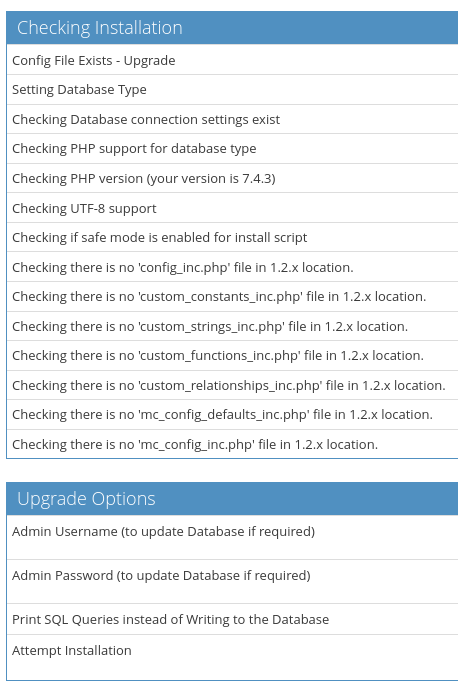 Checking Installation
Config File Exists - Upgrade
Setting Database Type
Checking Database connection settings exist
Checking PHP support for database type
Checking PHP version (your version is 7.4.3)
Checking UTF-8 support
Checking if safe mode is enabled for install script
Checking there is no 'config_inc.php' file in 1.2.x location.
Checking there is no 'custom_constants_inc.php' file in 1.2.x location.
Checking there is no 'custom_strings_inc.php' file in 1.2.x location.
Checking there is no 'custom_functions_inc.php' file in 1.2.x location.
Checking there is no 'custom_relationships_inc.php' file in 1.2.x location.
Checking there is no 'mc_config_defaults_inc.php' file in 1.2.x location.
Checking there is no 'mc_config_inc.php' file in 1.2.x location.
Upgrade Options
Admin Username (to update Database if required)
Admin Password (to update Database if required)
Print SQL Queries instead of Writing to the Database
Attempt Installation